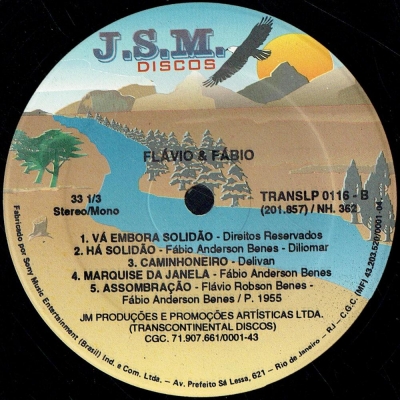 J.S.M.
DISCOS
FLÁVIO & FÁBIO
33 1/3
Stereo/Mono
TRANSLP 0116 - B
(201.857) / NH. 362
1. VÁ EMBORA SOLIDÃO - Direitos Reservados
2. HÁ SOLIDÃO - Fábio Anderson Benes - Diliomar
3. CAMINHONEIRO - Delivan
4. MARQUISE DA JANELA - Fábio Anderson Benes
5. ASSOMBRAÇÃO - Flávio Robson Benes -
Fábio Anderson Benes / P. 1955
JM PRODUÇÕES E PROMOÇÕES ARTÍSTICAS LTDA.
(TRANSCONTINENTAL DISCOS)
CGC. 71.907.661/0001-43
Fabricado por Sony Music Entertainment (Brasil) Ind. e Com. Ltda. - Av. Prefeito Sá Lessa, 621 - Rio de Janeiro - RJ - C.G.C. (MF) 43.203.520/0001-04